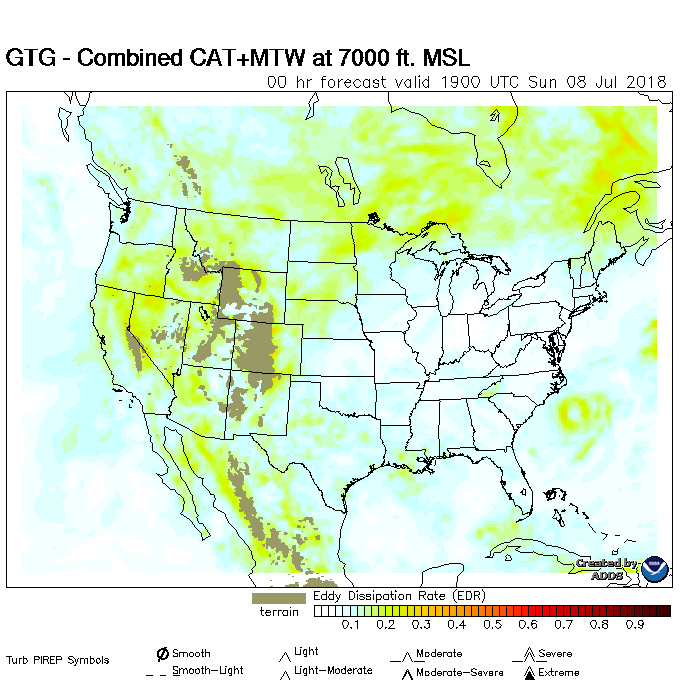 GTG - Combined CAT+MTW at 7000 ft. MSL
00 hr forecast valid 1900 UTC Sun 08 Jul 2018
Created by
ADDS
Eddy Dissipation Rate (EDR)
terrain
0.1 0.2 0.3 0.4 0.5 0.6 0.7 0.8 0.9
Turb PIREP Symbols
Smooth Light Moderate Severe
Smooth-Light Light-Moderate Moderate-Severe Extreme